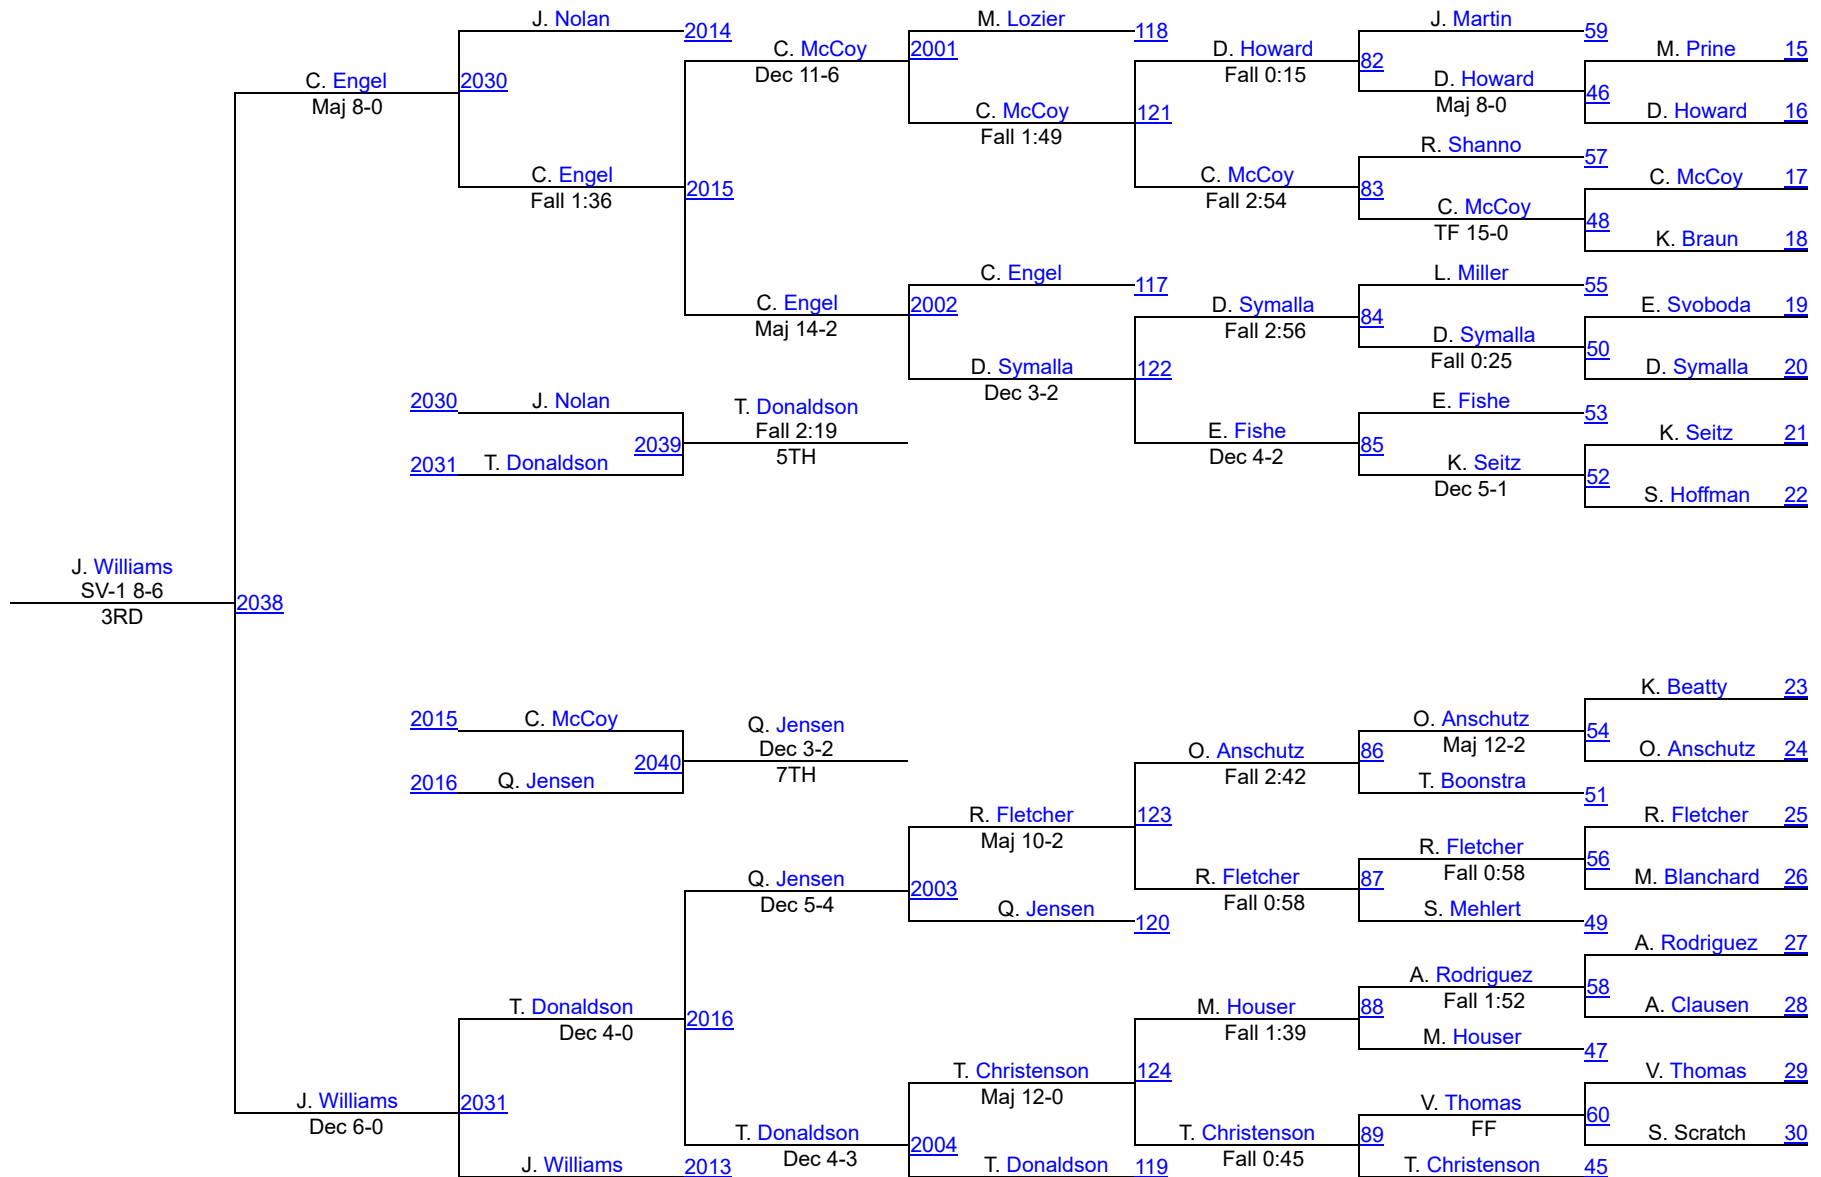 J. Nolan
2014
C. McCoy
Dec 11-6
M. Lozier
118
2001
D. Howard
Fall 0:15
J. Martin
59
82
M. Prine 15
D. Howard
Maj 8-0
46
D. Howard 16
C. Engel
Maj 8-0
2030
C. McCoy
Fall 1:49
121
R. Shanno
57
C. McCoy 17
C. Engel
Fall 1:36
2015
C. McCoy
Fall 2:54
83
C. McCoy
TF 15-0
48
K. Braun 18
C. Engel
117
L. Miller
55
C. Engel
Maj 14-2
2002
D. Symalla
Fall 2:56
84
E. Svoboda 19
D. Symalla
Fall 0:25
50
D. Symalla
Dec 3-2
122
D. Symalla 20
2030 J. Nolan
T. Donaldson
Fall 2:19
5TH
2039
2031 T. Donaldson
E. Fishe
53
E. Fishe
Dec 4-2
85
K. Seitz 21
K. Seitz
Dec 5-1
52
S. Hoffman 22
J. Williams
SV-1 8-6
3RD
2038
K. Beatty 23
2015 C. McCoy
Q. Jensen
Dec 3-2
7TH
2040
2016 Q. Jensen
O. Anschutz
Maj 12-2
54
O. Anschutz 24
O. Anschutz
Fall 2:42
86
T. Boonstra
51
R. Fletcher
Maj 10-2
123
R. Fletcher 25
R. Fletcher
Fall 0:58
56
M. Blanchard 26
Q. Jensen
Dec 5-4
2003
R. Fletcher
Fall 0:58
87
S. Mehlert
49
Q. Jensen
120
A. Rodriguez 27
A. Rodriguez
Fall 1:52
58
A. Clausen 28
T. Donaldson
Dec 4-0
2016
M. Houser
Fall 1:39
88
M. Houser
47
T. Christenson
Maj 12-0
124
V. Thomas 29
J. Williams
Dec 6-0
2031
V. Thomas
FF
60
S. Scratch 30
T. Donaldson
Dec 4-3
2004
T. Christenson
Fall 0:45
89
J. Williams
2013
T. Donaldson
119
T. Christenson
45